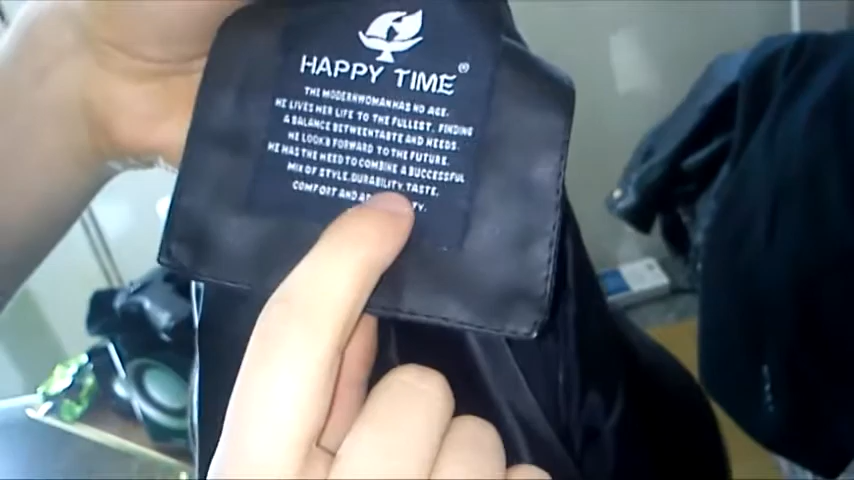 HAPPY TIME®
THE MODERNWOMAN HAS NO AGE.
HE LIVES HER LIFE TO THE FULLEST, FINDING
A BALANCE BETWEENTASTE AND NEEDS.
HE LOOKS FORWARD TO THE FUTURE.
HE HAS THE NEED TO COMBINE A SUCCESSFUL
MIX OF STYLE, DURABILITY, TASTE,
COMFORT AND